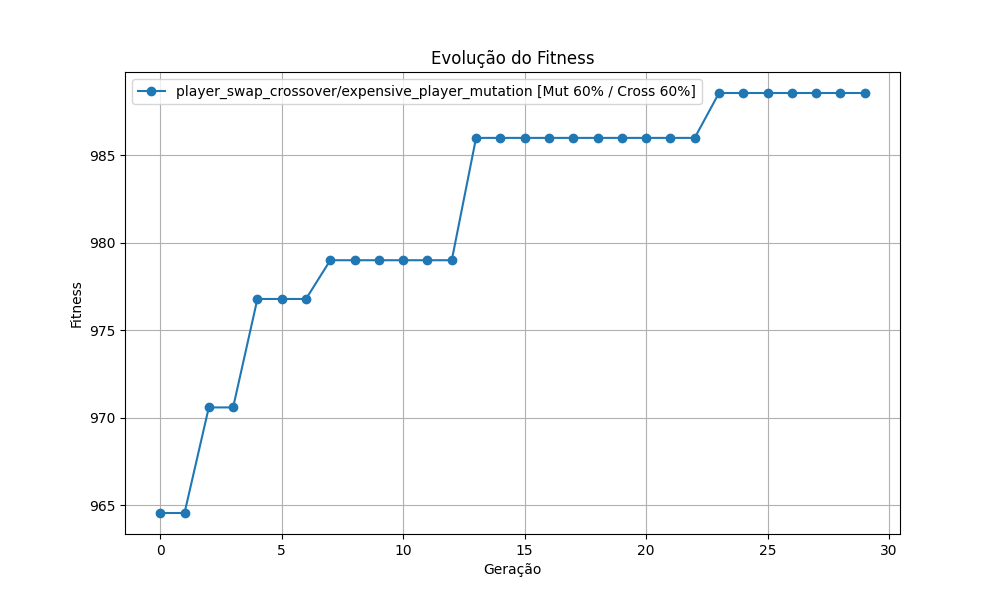 Evolução do Fitness
player_swap_crossover/expensive_player_mutation [Mut 60% / Cross 60%]
Fitness
985
980
975
970
965
0 5 10 15 20 25 30
Geração